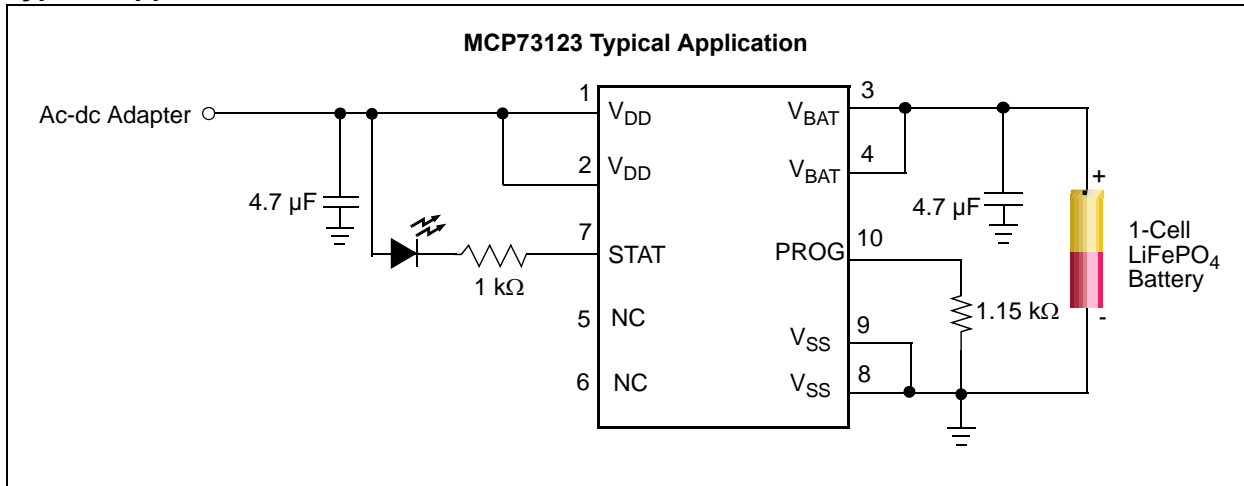 MCP73123 Typical Application
Ac-dc Adapter
4.7 µF
1 kΩ
1
2
7
5
6
VDD
VDD
STAT
NC
NC
VBAT
VBAT
PROG
VSS
VSS
3
4
10
9
8
4.7 µF
1.15 kΩ
+
1-Cell
LiFePO4
Battery
-